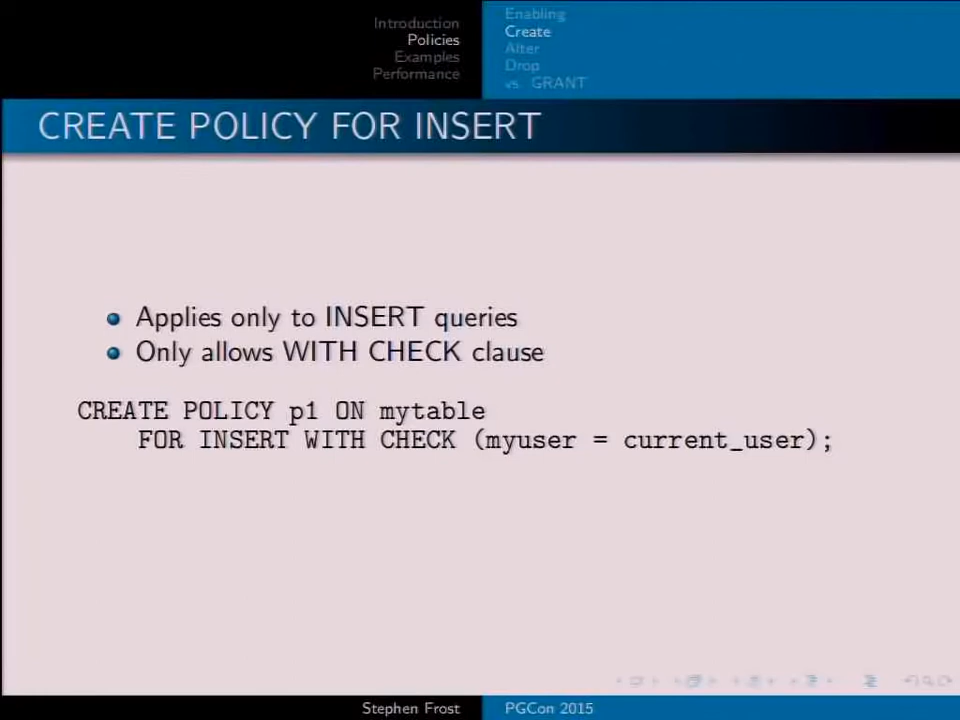 Introduction
Policies
Examples
Performance
Enabling
Create
Alter
Drop
vs. GRANT
CREATE POLICY FOR INSERT
Applies only to INSERT queries
Only allows WITH CHECK clause
CREATE POLICY p1 ON mytable
FOR INSERT WITH CHECK (myuser = current_user);
Stephen Frost
PGCon 2015